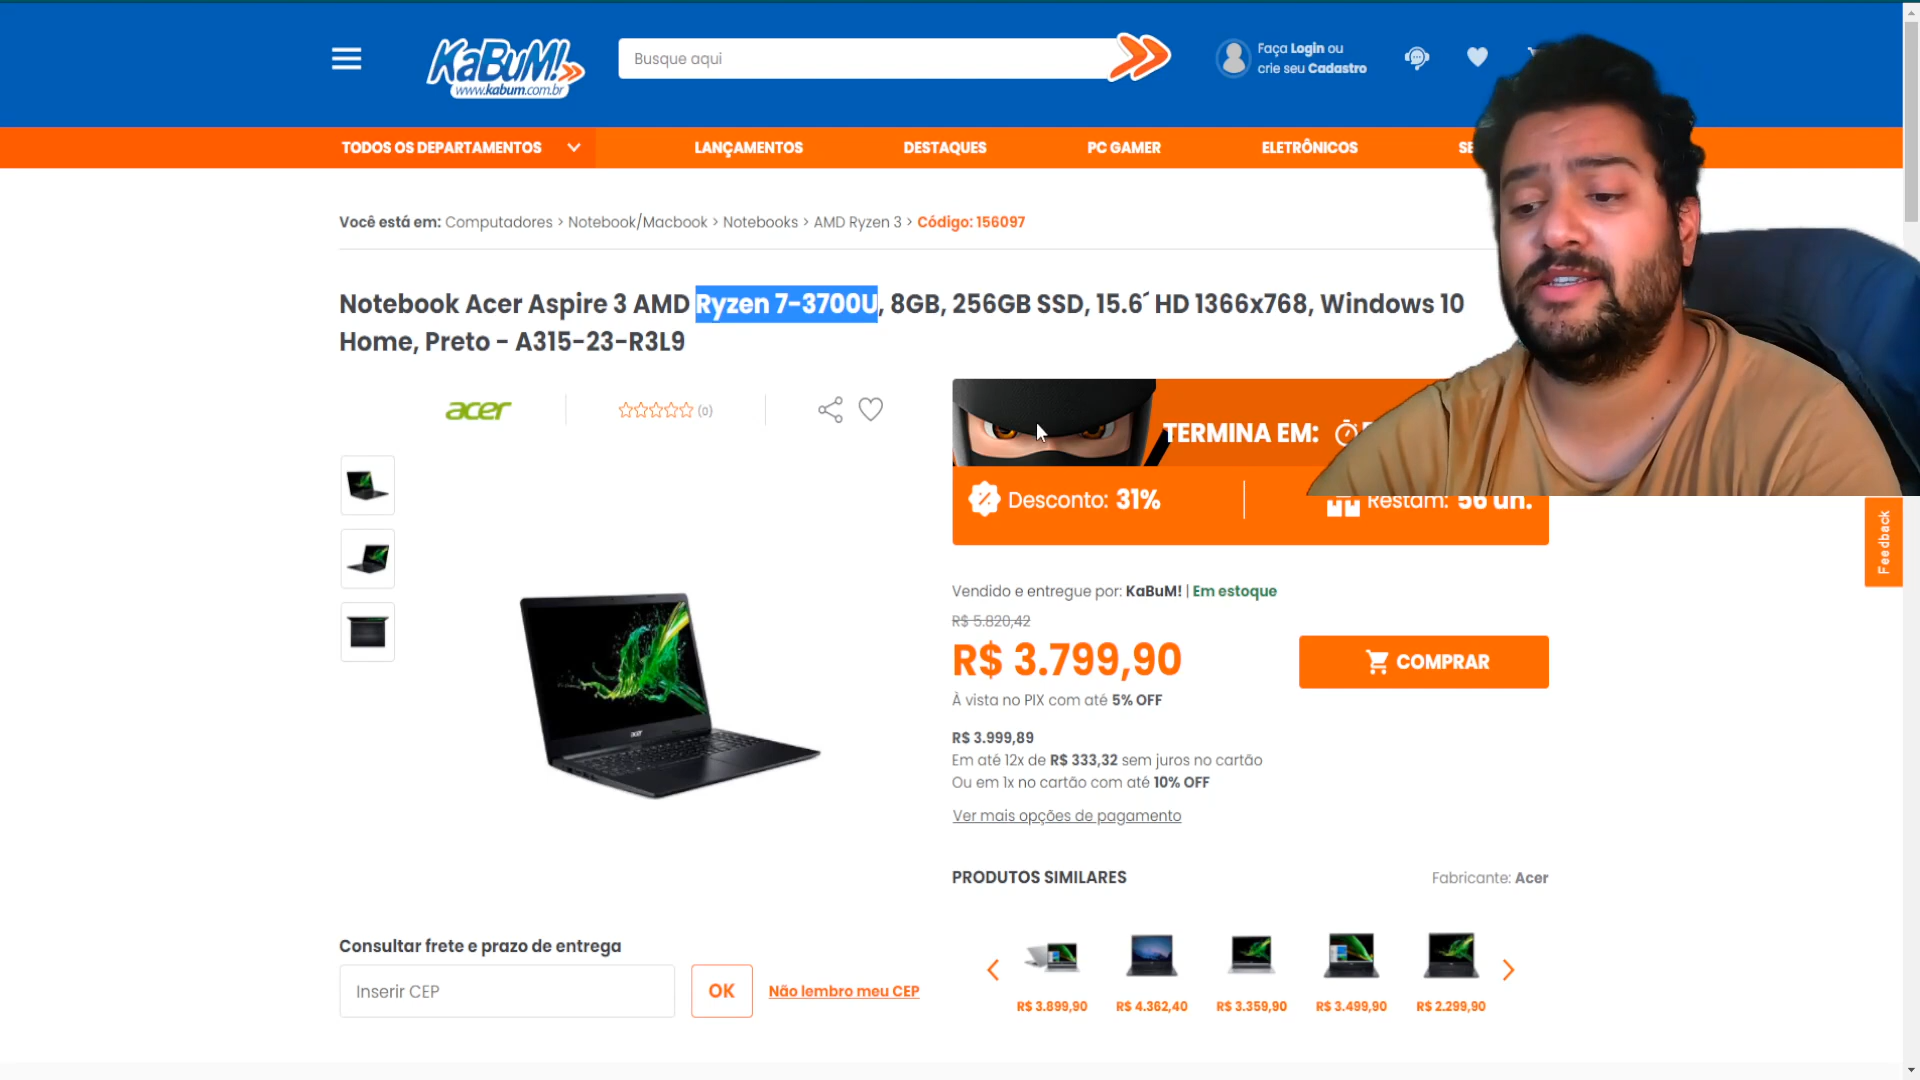 KaBuM!
www.kabum.com.br
Busque aqui
Faça Login ou
crie seu Cadastro
TODOS OS DEPARTAMENTOS
LANÇAMENTOS
DESTAQUES
PC GAMER
ELETRÔNICOS
Você está em: Computadores > Notebook/Macbook > Notebooks > AMD Ryzen 3 > Código: 156097
Notebook Acer Aspire 3 AMD Ryzen 7-3700U, 8GB, 256GB SSD, 15.6´ HD 1366x768, Windows 10
Home, Preto - A315-23-R3L9
acer
(0)
TERMINA EM:
Desconto: 31%
Restam: 56 un.
Feedback
Vendido e entregue por: KaBuM! | Em estoque
R$ 5.820,42
R$ 3.799,90
À vista no PIX com até 5% OFF
COMPRAR
R$ 3.999,89
Em até 12x de R$ 333,32 sem juros no cartão
Ou em 1x no cartão com até 10% OFF
Ver mais opções de pagamento
PRODUTOS SIMILARES
Fabricante: Acer
R$ 3.899,90
R$ 4.362,40
R$ 3.359,90
R$ 3.499,90
R$ 2.299,90
Consultar frete e prazo de entrega
Inserir CEP
OK
Não lembro meu CEP